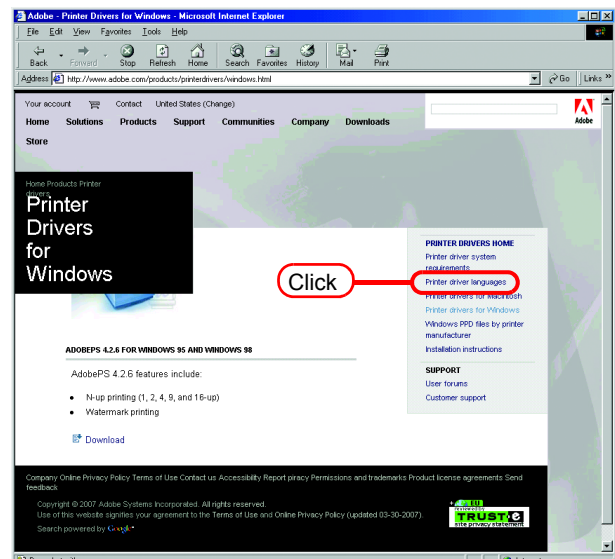 Adobe - Printer Drivers for Windows - Microsoft Internet Explorer
File Edit View Favorites Tools Help
Back Forward Stop Refresh Home Search Favorites History Mail Print
Address http://www.adobe.com/products/printerdrivers/windows.html Go Links »
Your account Contact United States (Change)
Home Solutions Products Support Communities Company Downloads
Store
Adobe
Home Products Printer
drivers
Printer
Drivers
for
Windows
PRINTER DRIVERS HOME
Printer driver system
requirements
Click
Printer driver languages
Printer drivers for Macintosh
Printer drivers for Windows
Windows PPD files by printer
manufacturer
Installation instructions
SUPPORT
User forums
Customer support
ADOBEPS 4.2.6 FOR WINDOWS 95 AND WINDOWS 98
AdobePS 4.2.6 features include:
• N-up printing (1, 2, 4, 9, and 16-up)
• Watermark printing
Download
Company Online Privacy Policy Terms of Use Contact us Accessibility Report piracy Permissions and trademarks Product license agreements Send
feedback
Copyright © 2007 Adobe Systems Incorporated. All rights reserved.
Use of this website signifies your agreement to the Terms of Use and Online Privacy Policy (updated 03-30-2007).
Search powered by Google
EU
reviewed by
TRUSTe
site privacy statement